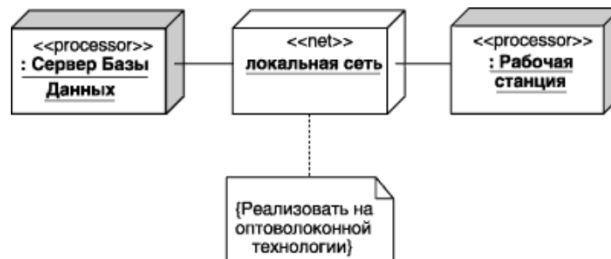 <<processor>>
: Сервер Базы
Данных
<<net>>
локальная сеть
<<processor>>
: Рабочая
станция
{Реализовать на
оптоволоконной
технологии}